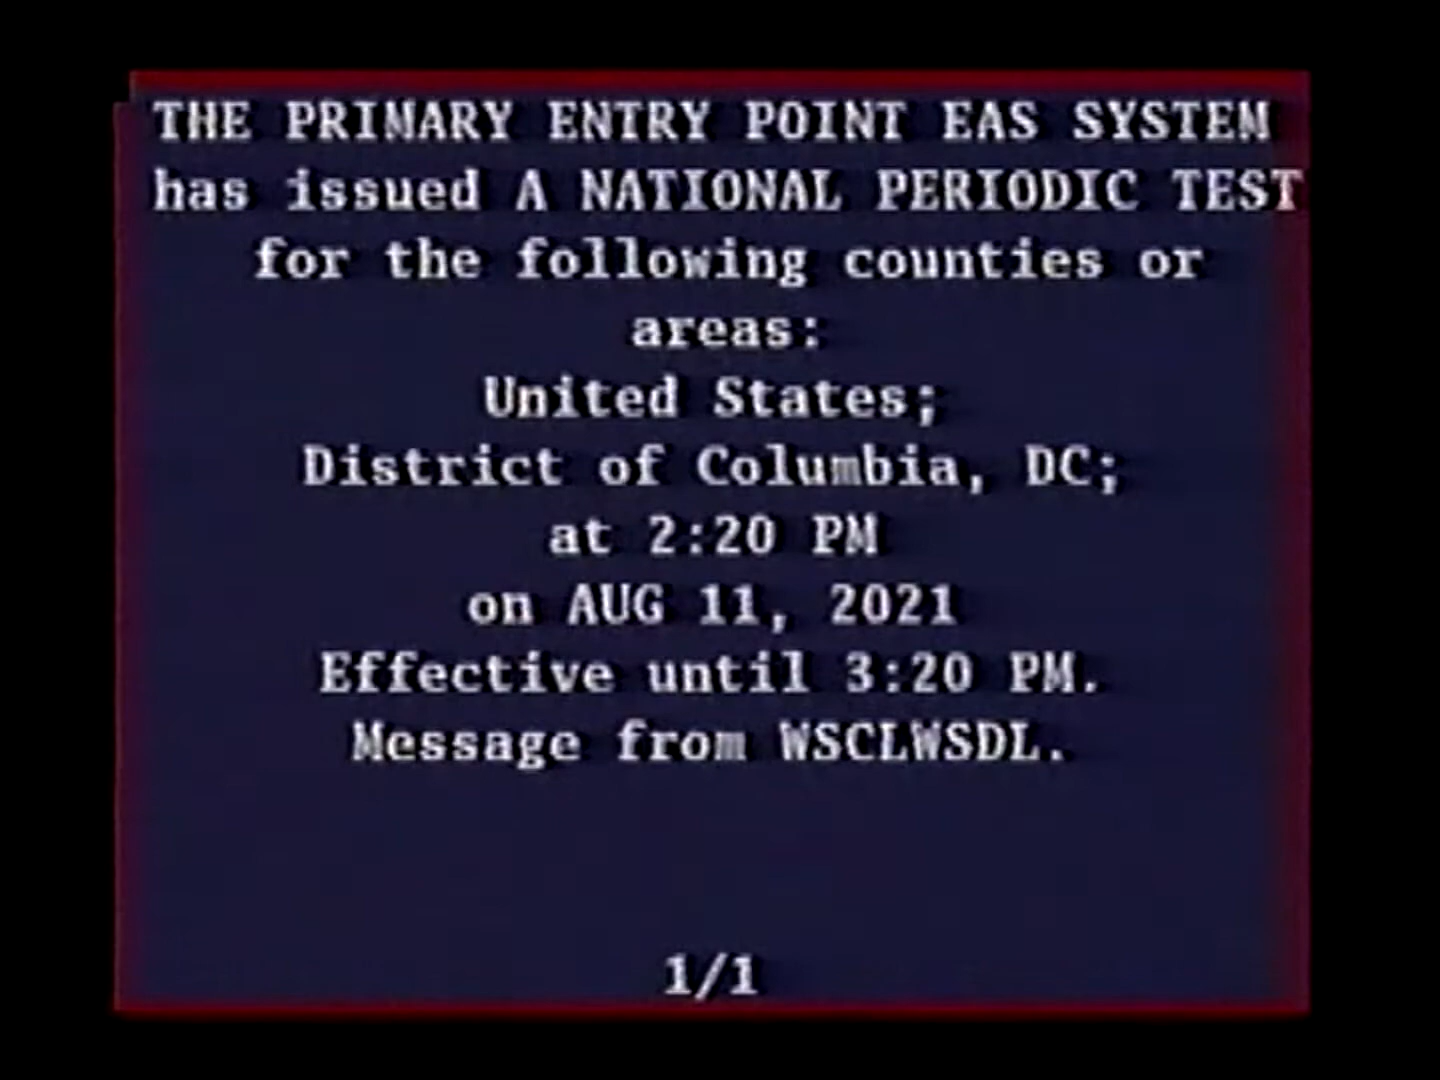 THE PRIMARY ENTRY POINT EAS SYSTEM
has issued A NATIONAL PERIODIC TEST
for the following counties or
areas:
United States;
District of Columbia, DC;
at 2:20 PM
on AUG 11, 2021
Effective until 3:20 PM.
Message from WSCLWSDL.
1/1